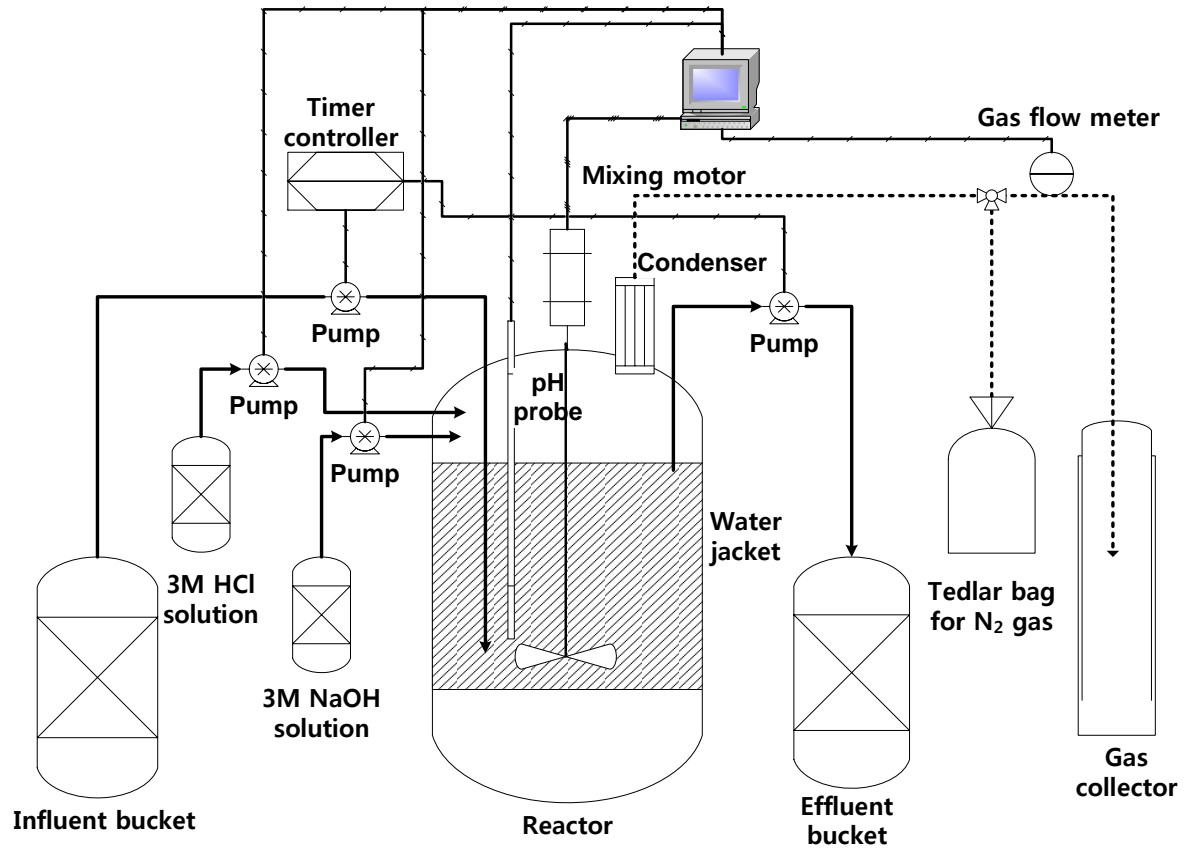 Timer
controller
Gas flow meter
Mixing motor
Condenser
Pump
Pump
pH
probe
Pump
Pump
Water
jacket
3M HCl
solution
Tedlar bag
for N₂ gas
3M NaOH
solution
Gas
collector
Influent bucket
Reactor
Effluent
bucket